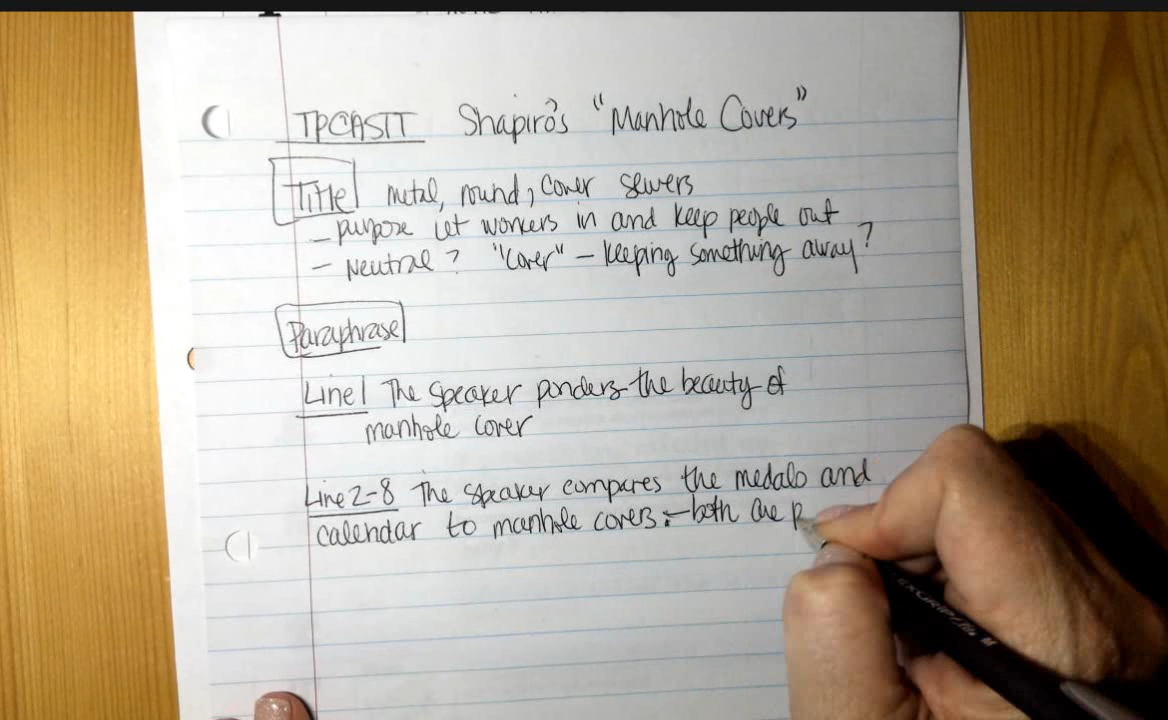 TPCASTT Shapiro's "Manhole Covers"
Title metal, round, cover sewers
- purpose let workers in and keep people out
- Neutral? "Cover" - keeping something away?
Paraphrase
Line 1 The speaker ponders the beauty of
manhole cover
Line 2-8 The speaker compares the medals and
calendar to manhole covers - both are p